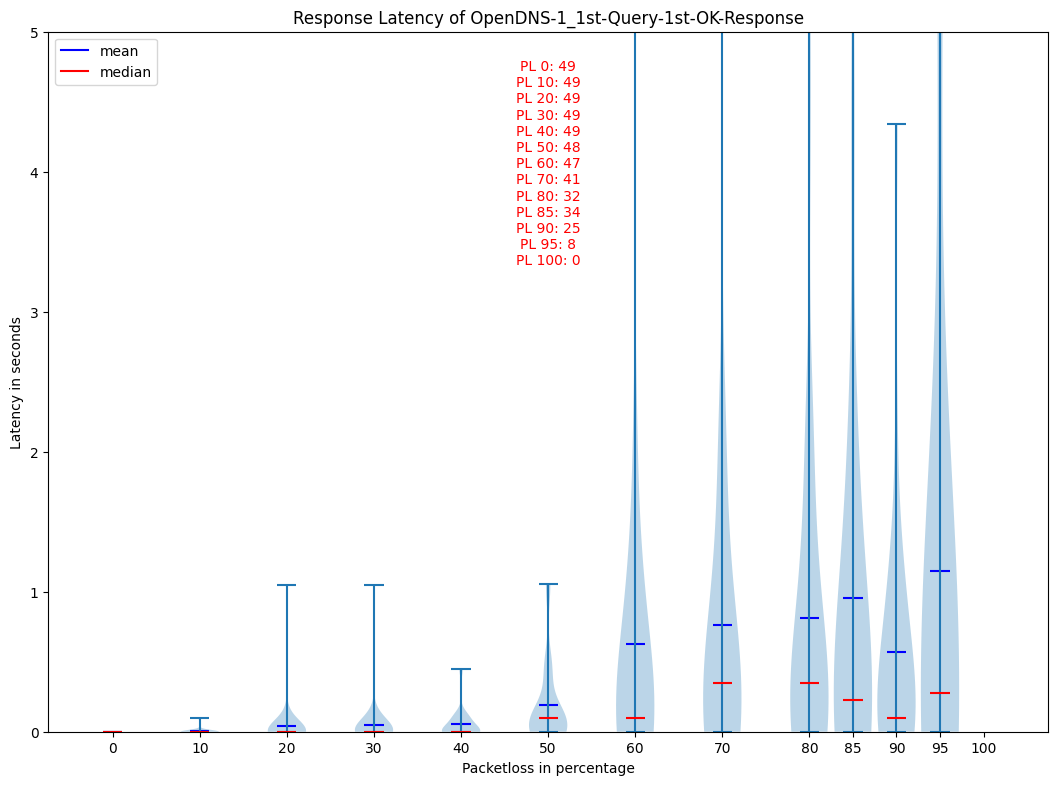 Response Latency of OpenDNS-1_1st-Query-1st-OK-Response
mean
median
PL 0: 49
PL 10: 49
PL 20: 49
PL 30: 49
PL 40: 49
PL 50: 48
PL 60: 47
PL 70: 41
PL 80: 32
PL 85: 34
PL 90: 25
PL 95: 8
PL 100: 0
5
4
3
2
1
0
Latency in seconds
0 10 20 30 40 50 60 70 80 85 90 95 100
Packetloss in percentage